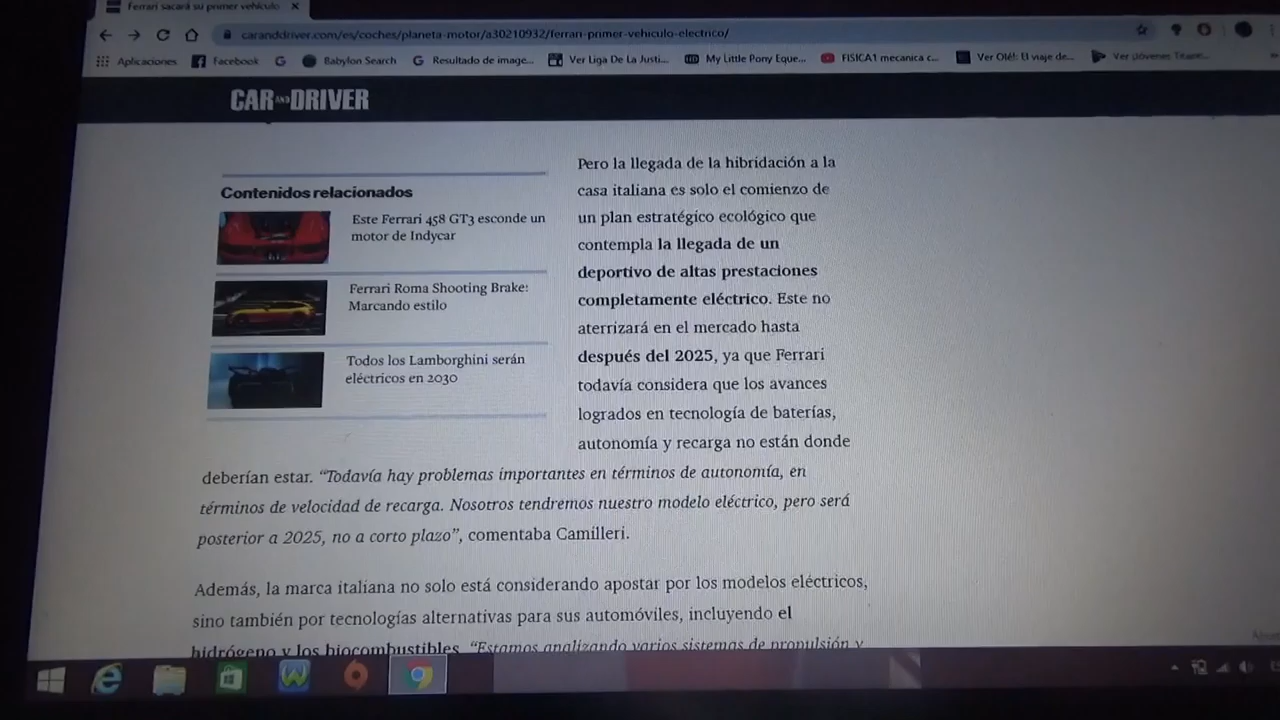 Ferrari sacará su primer vehículo
caranddriver.com/es/coches/planeta-motor/a30210932/ferrari-primer-vehiculo-electrico/
Aplicaciones Facebook Babylon Search Resultado de image... Ver Liga De La Justi... My Little Pony Eque... FISICA1 mecanica c... Ver Olé!: El viaje de... Ver Jóvenes Titane...
CAR AND DRIVER
Contenidos relacionados
Este Ferrari 458 GT3 esconde un
motor de Indycar
Ferrari Roma Shooting Brake:
Marcando estilo
Todos los Lamborghini serán
eléctricos en 2030
Pero la llegada de la hibridación a la
casa italiana es solo el comienzo de
un plan estratégico ecológico que
contempla la llegada de un
deportivo de altas prestaciones
completamente eléctrico. Este no
aterrizará en el mercado hasta
después del 2025, ya que Ferrari
todavía considera que los avances
logrados en tecnología de baterías,
autonomía y recarga no están donde
deberían estar. “Todavía hay problemas importantes en términos de autonomía, en
términos de velocidad de recarga. Nosotros tendremos nuestro modelo eléctrico, pero será
posterior a 2025, no a corto plazo”, comentaba Camilleri.
Además, la marca italiana no solo está considerando apostar por los modelos eléctricos,
sino también por tecnologías alternativas para sus automóviles, incluyendo el
hidrógeno y los biocombustibles. “Estamos analizando varios sistemas de propulsión y